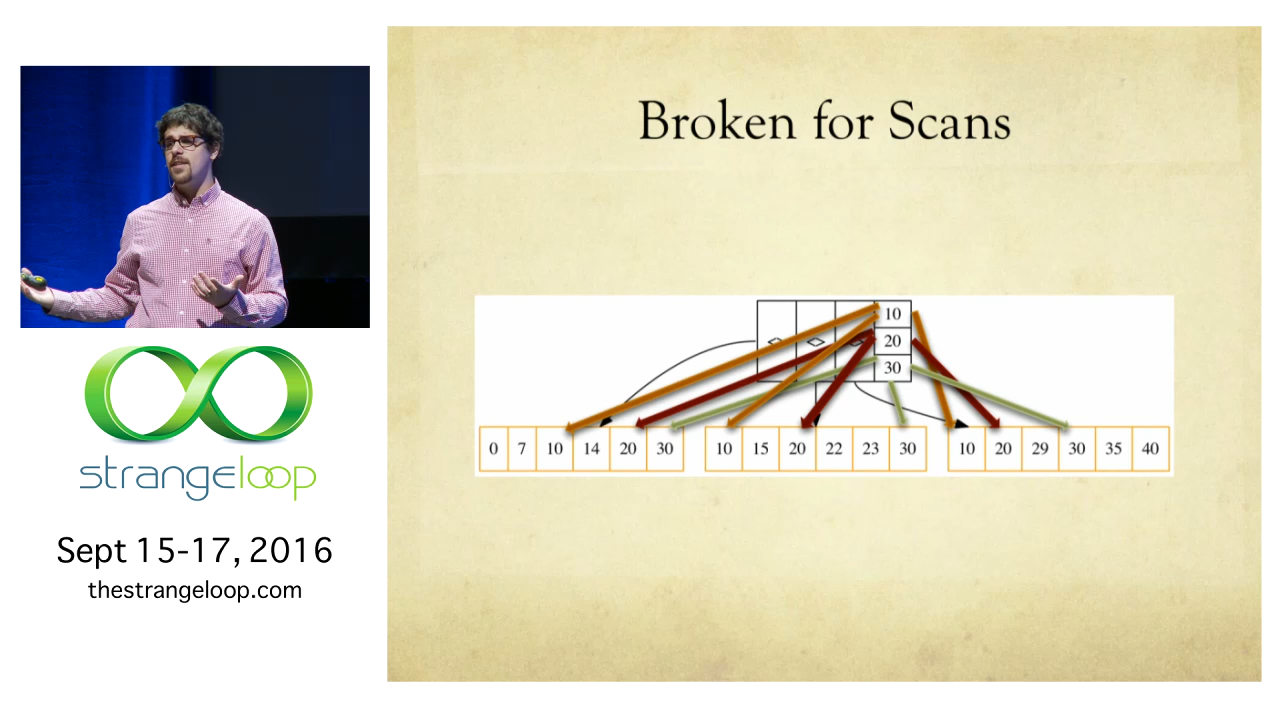 Broken for Scans
10
20
30
0 7 10 14 20 30 10 15 20 22 23 30 10 20 29 30 35 40
strangeloop
Sept 15-17, 2016
thestrangeloop.com